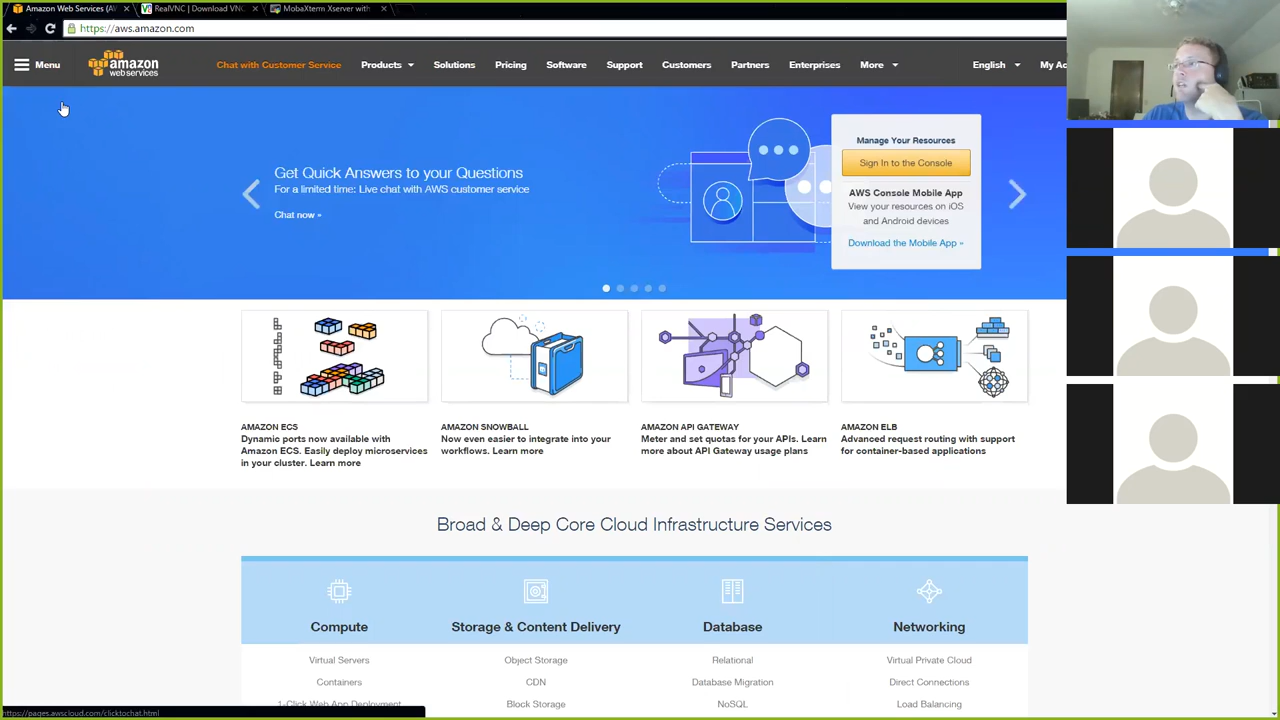 Amazon Web Services (AW
RealVNC | Download VNC
MobaXterm Xserver with
https://aws.amazon.com
Menu
amazon
web services
Chat with Customer Service
Products
Solutions
Pricing
Software
Support
Customers
Partners
Enterprises
More
English
My Ac
Get Quick Answers to your Questions
For a limited time: Live chat with AWS customer service
Chat now »
Manage Your Resources
Sign In to the Console
AWS Console Mobile App
View your resources on iOS
and Android devices
Download the Mobile App »
AMAZON ECS
Dynamic ports now available with
Amazon ECS. Easily deploy microservices
in your cluster. Learn more
AMAZON SNOWBALL
Now even easier to integrate into your
workflows. Learn more
AMAZON API GATEWAY
Meter and set quotas for your APIs. Learn
more about API Gateway usage plans
AMAZON ELB
Advanced request routing with support
for container-based applications
Broad & Deep Core Cloud Infrastructure Services
Compute
Storage & Content Delivery
Database
Networking
Virtual Servers
Object Storage
Relational
Virtual Private Cloud
Containers
CDN
Database Migration
Direct Connections
1-Click Web App Deployment
Block Storage
NoSQL
Load Balancing
https://pages.awscloud.com/clicktochat.html